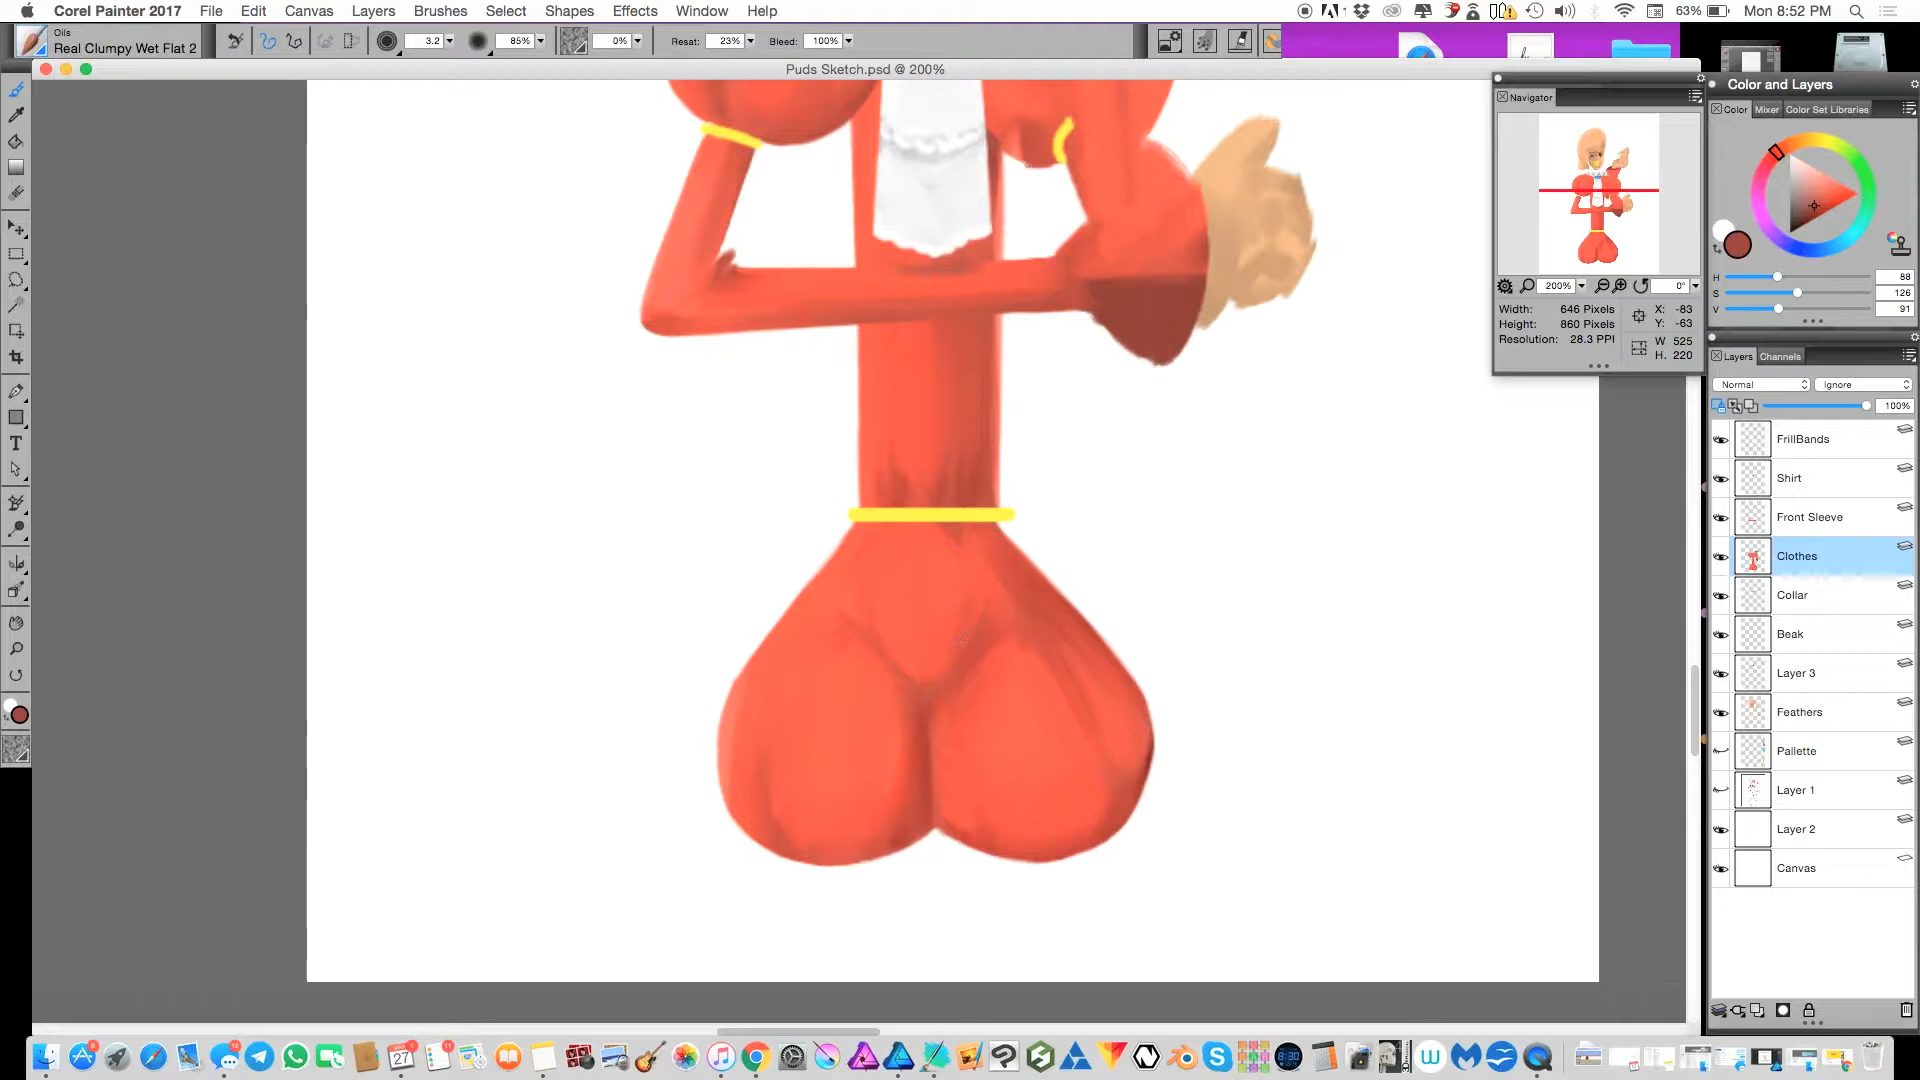 Corel Painter 2017 File Edit Canvas Layers Brushes Select Shapes Effects Window Help 63% Mon 8:52 PM
Oils
Real Clumpy Wet Flat 2
3.2 85% 0% Resat: 23% Bleed: 100%
Puds Sketch.psd @ 200%
Navigator
200% 0°
Width: 646 Pixels X: -83
Height: 860 Pixels Y: -63
Resolution: 28.3 PPI W 525
H. 220
Color and Layers
Color Mixer Color Set Libraries
H 88
S 126
V 91
Layers Channels
Normal Ignore
100%
FrillBands
Shirt
Front Sleeve
Clothes
Collar
Beak
Layer 3
Feathers
Pallette
Layer 1
Layer 2
Canvas
T
27
8:30